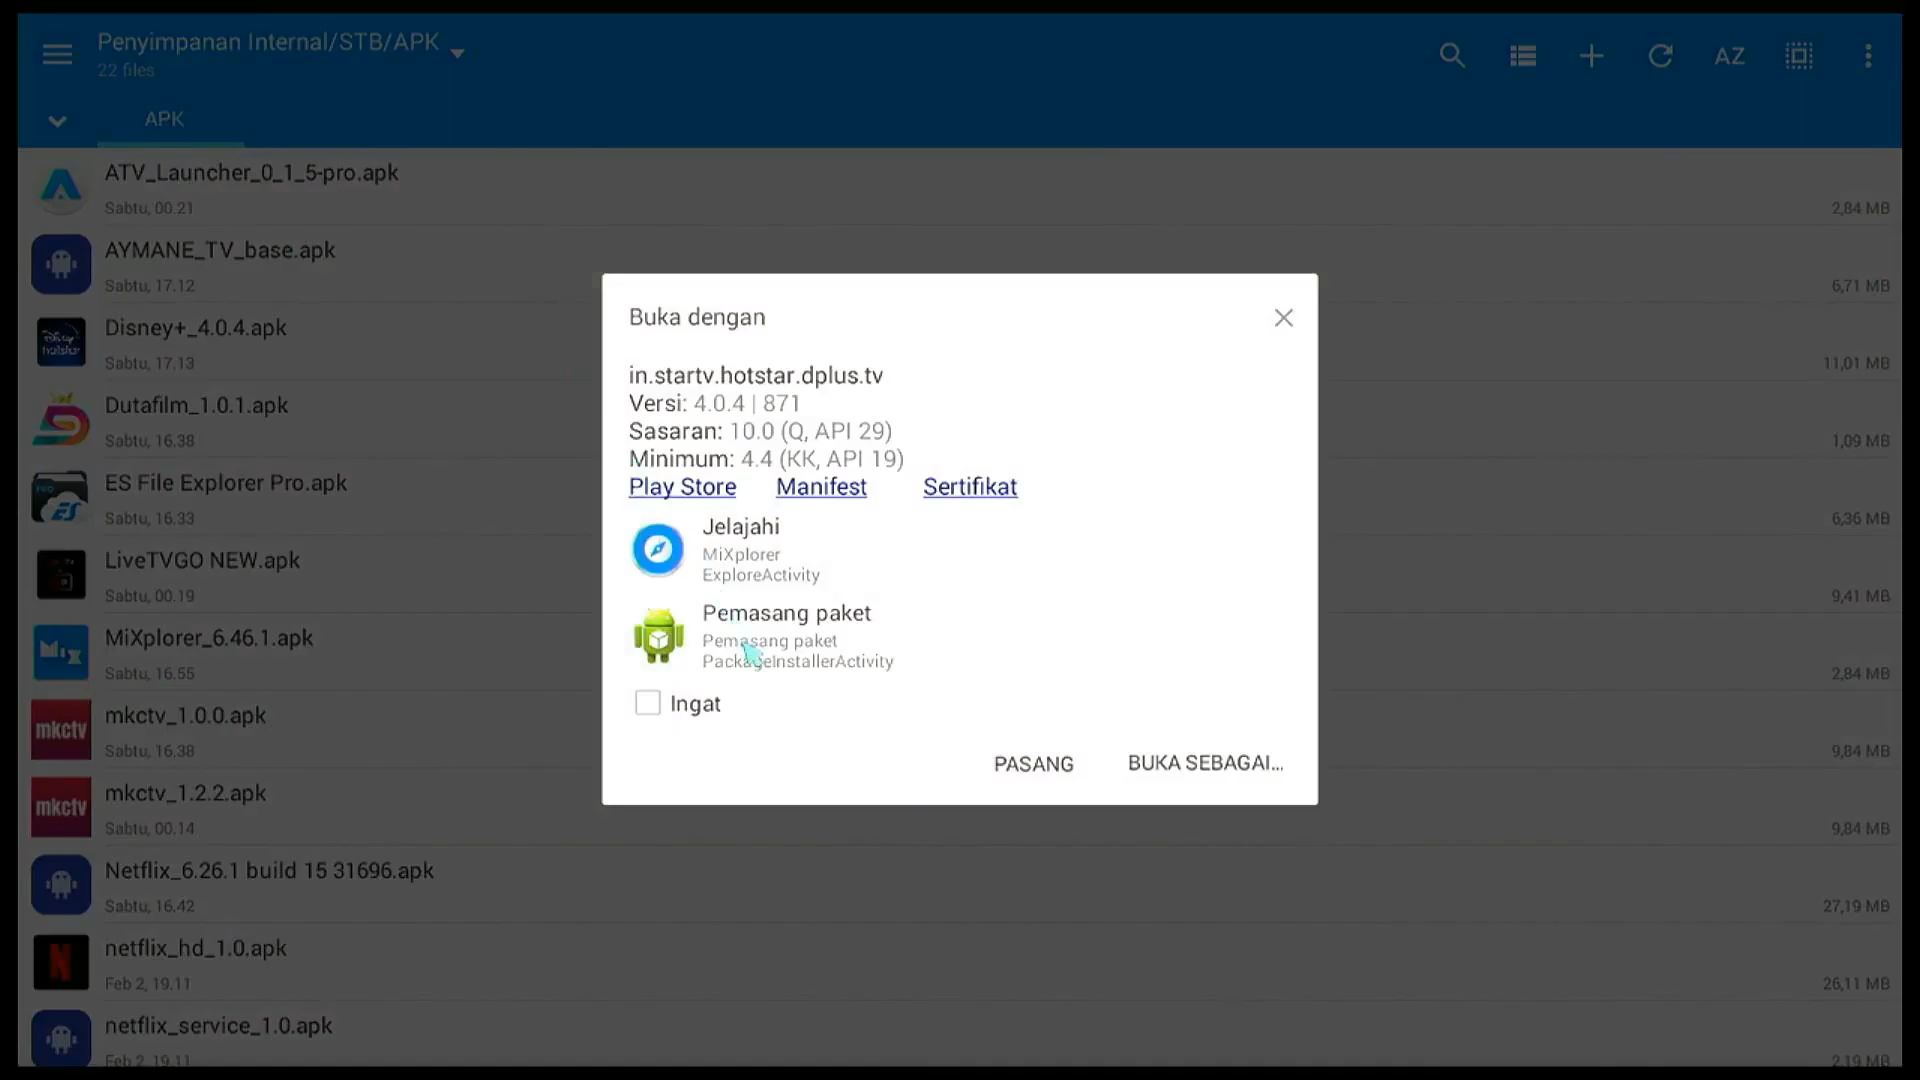 Penyimpanan Internal/STB/APK
22 files
AZ
APK
ATV_Launcher_0_1_5-pro.apk
Sabtu, 00.21
2,84 MB
AYMANE_TV_base.apk
Sabtu, 17.12
6,71 MB
Disney+_4.0.4.apk
Sabtu, 17.13
11,01 MB
Dutafilm_1.0.1.apk
Sabtu, 16.38
1,09 MB
ES File Explorer Pro.apk
Sabtu, 16.33
6,36 MB
LiveTVGO NEW.apk
Sabtu, 00.19
9,41 MB
MiXplorer_6.46.1.apk
Sabtu, 16.55
2,84 MB
mkctv
mkctv_1.0.0.apk
Sabtu, 16.38
9,84 MB
mkctv
mkctv_1.2.2.apk
Sabtu, 00.14
9,84 MB
Netflix_6.26.1 build 15 31696.apk
Sabtu, 16.42
27,19 MB
netflix_hd_1.0.apk
Feb 2, 19.11
26,11 MB
netflix_service_1.0.apk
Feb 2, 19.11
2,19 MB
Buka dengan
in.startv.hotstar.dplus.tv
Versi: 4.0.4 | 871
Sasaran: 10.0 (Q, API 29)
Minimum: 4.4 (KK, API 19)
Play Store Manifest Sertifikat
Jelajahi
MiXplorer
ExploreActivity
Pemasang paket
Pemasang paket
PackageInstallerActivity
Ingat
PASANG BUKA SEBAGAI...